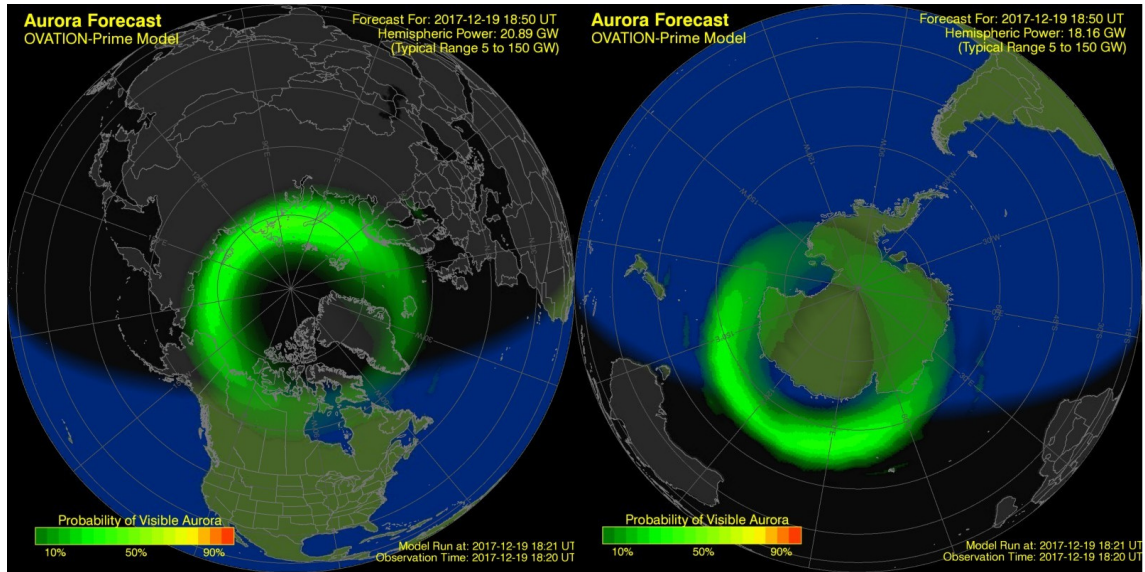 Aurora Forecast
OVATION-Prime Model
Forecast For: 2017-12-19 18:50 UT
Hemispheric Power: 20.89 GW
(Typical Range 5 to 150 GW)
Probability of Visible Aurora
10% 50% 90%
Model Run at: 2017-12-19 18:21 UT
Observation Time: 2017-12-19 18:20 UT
Aurora Forecast
OVATION-Prime Model
Forecast For: 2017-12-19 18:50 UT
Hemispheric Power: 18.16 GW
(Typical Range 5 to 150 GW)
Probability of Visible Aurora
10% 50% 90%
Model Run at: 2017-12-19 18:21 UT
Observation Time: 2017-12-19 18:20 UT